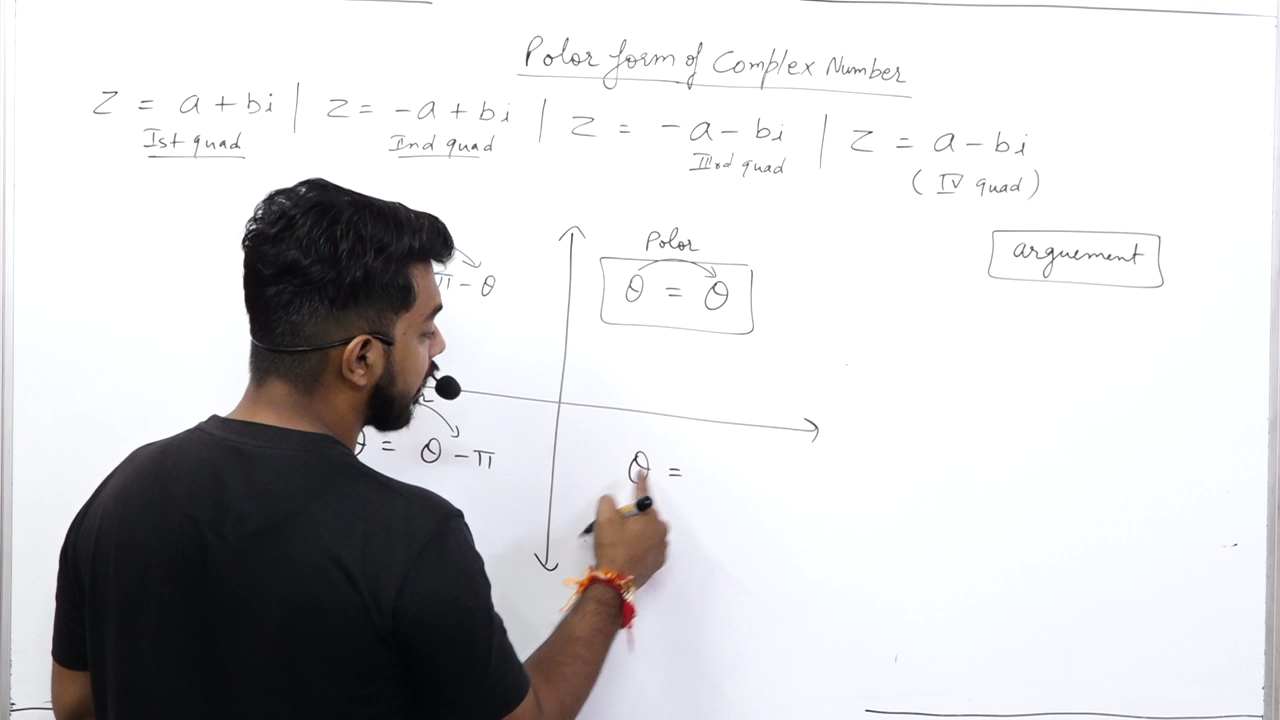 Polar form of Complex Number
Z = a + bi | Z = -a + bi | Z = -a - bi | Z = a - bi
Ist quad
IInd quad
IIIrd quad
( IV quad )
Polar
θ = θ
arguement
π - θ
= θ - π
θ =